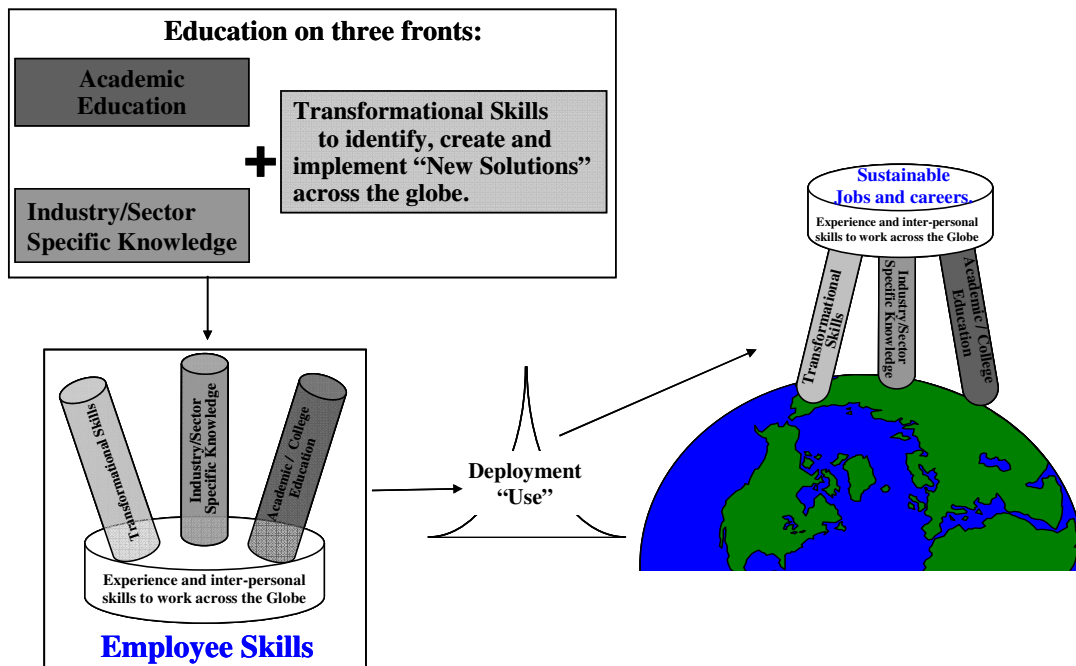 Education on three fronts:
Academic
Education
Transformational Skills
to identify, create and
implement “New Solutions”
across the globe.
Industry/Sector
Specific Knowledge
Transformational Skills
Industry/Sector
Specific Knowledge
Academic / College
Education
Experience and inter-personal
skills to work across the Globe
Employee Skills
Deployment
“Use”
Sustainable
Jobs and careers.
Experience and inter-personal
skills to work across the Globe
Transformational
Skills
Industry/Sector
Specific Knowledge
Academic / College
Education